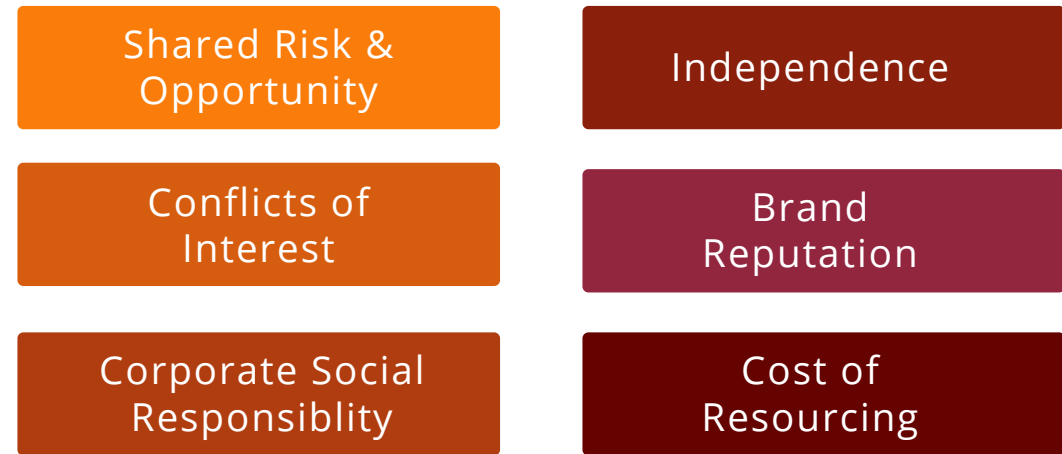 Shared Risk &
Opportunity
Independence
Conflicts of
Interest
Brand
Reputation
Corporate Social
Responsiblity
Cost of
Resourcing